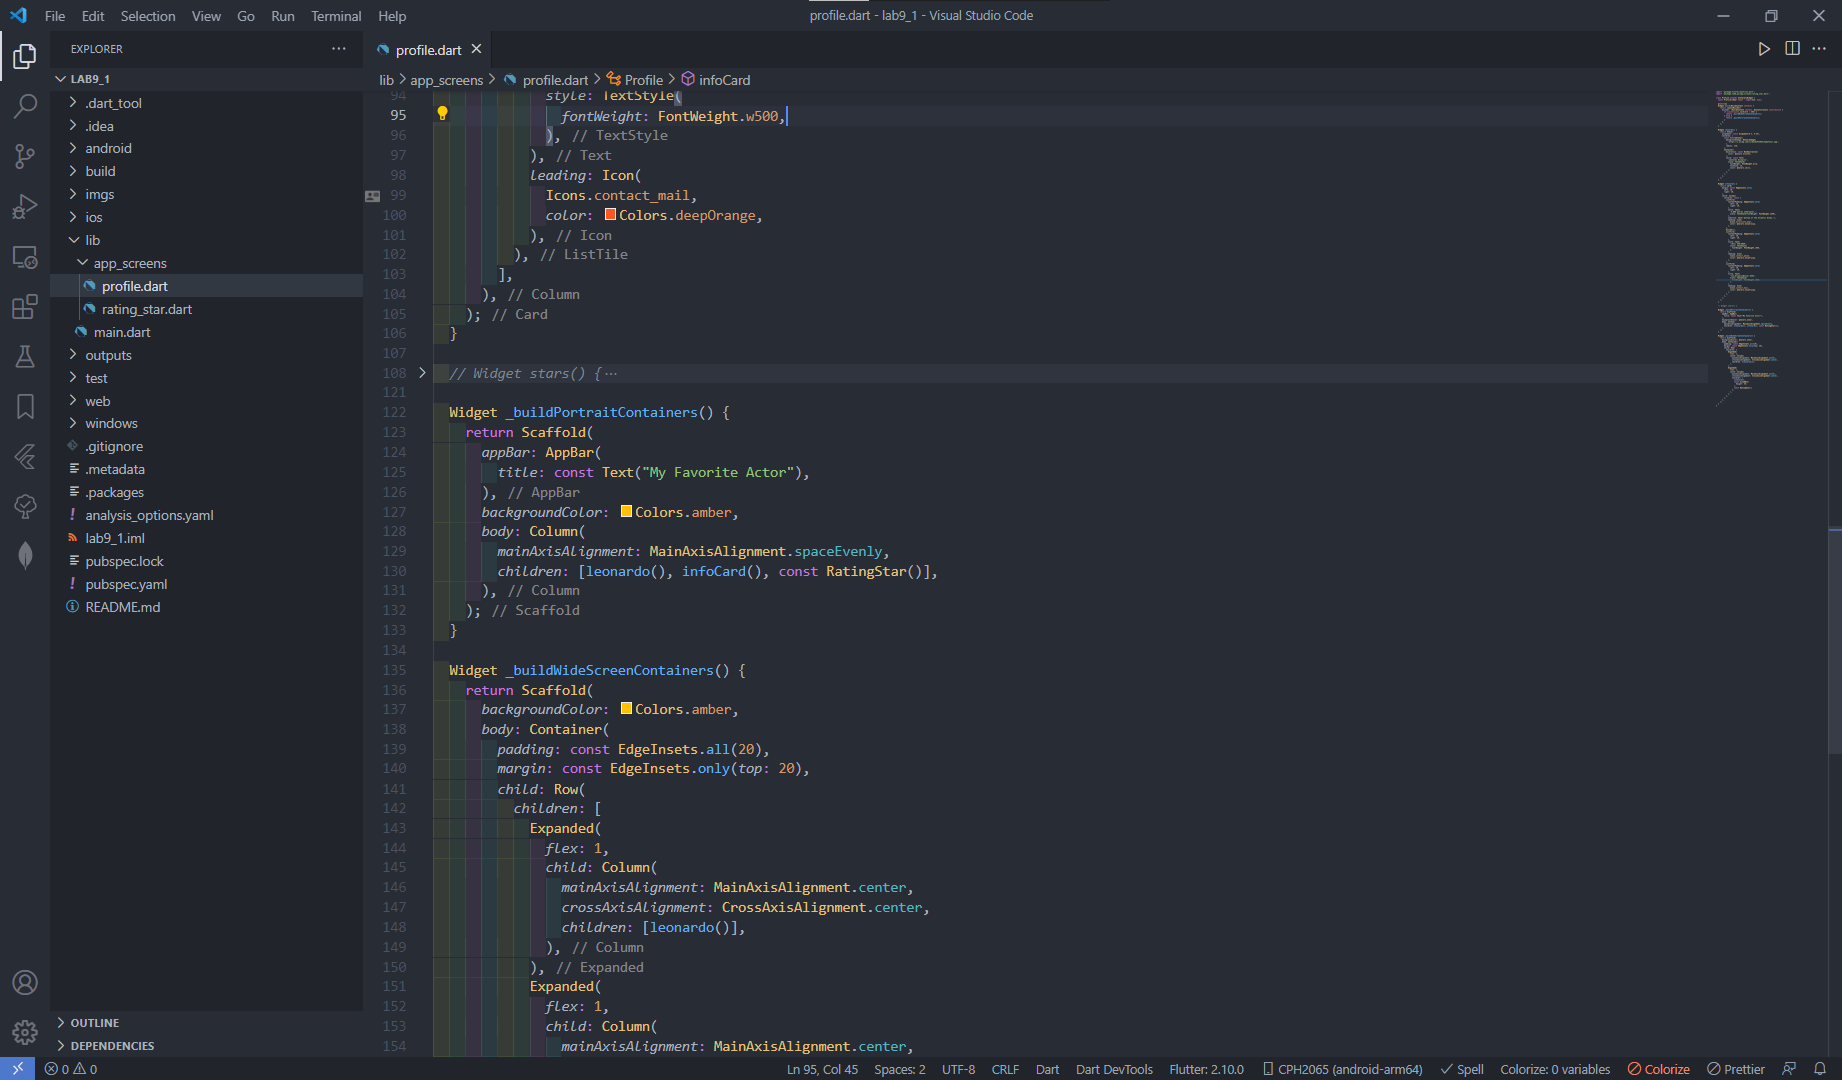 File Edit Selection View Go Run Terminal Help
profile.dart - lab9_1 - Visual Studio Code
EXPLORER
LAB9_1
.dart_tool
.idea
android
build
imgs
ios
lib
app_screens
profile.dart
rating_star.dart
main.dart
outputs
test
web
windows
.gitignore
.metadata
.packages
analysis_options.yaml
lab9_1.iml
pubspec.lock
pubspec.yaml
README.md
OUTLINE
DEPENDENCIES
profile.dart
lib > app_screens > profile.dart > Profile > infoCard
94 style: TextStyle(
95 fontWeight: FontWeight.w500,
96 ), // TextStyle
97 ), // Text
98 leading: Icon(
99 Icons.contact_mail,
100 color: Colors.deepOrange,
101 ), // Icon
102 ), // ListTile
103 ],
104 ), // Column
105 ); // Card
106 }
107
108 // Widget stars() {...
121
122 Widget _buildPortraitContainers() {
123 return Scaffold(
124 appBar: AppBar(
125 title: const Text("My Favorite Actor"),
126 ), // AppBar
127 backgroundColor: Colors.amber,
128 body: Column(
129 mainAxisAlignment: MainAxisAlignment.spaceEvenly,
130 children: [leonardo(), infoCard(), const RatingStar()],
131 ), // Column
132 ); // Scaffold
133 }
134
135 Widget _buildWideScreenContainers() {
136 return Scaffold(
137 backgroundColor: Colors.amber,
138 body: Container(
139 padding: const EdgeInsets.all(20),
140 margin: const EdgeInsets.only(top: 20),
141 child: Row(
142 children: [
143 Expanded(
144 flex: 1,
145 child: Column(
146 mainAxisAlignment: MainAxisAlignment.center,
147 crossAxisAlignment: CrossAxisAlignment.center,
148 children: [leonardo()],
149 ), // Column
150 ), // Expanded
151 Expanded(
152 flex: 1,
153 child: Column(
154 mainAxisAlignment: MainAxisAlignment.center,
0 0 Ln 95, Col 45 Spaces: 2 UTF-8 CRLF Dart Dart DevTools Flutter: 2.10.0 CPH2065 (android-arm64) Spell Colorize: 0 variables Colorize Prettier